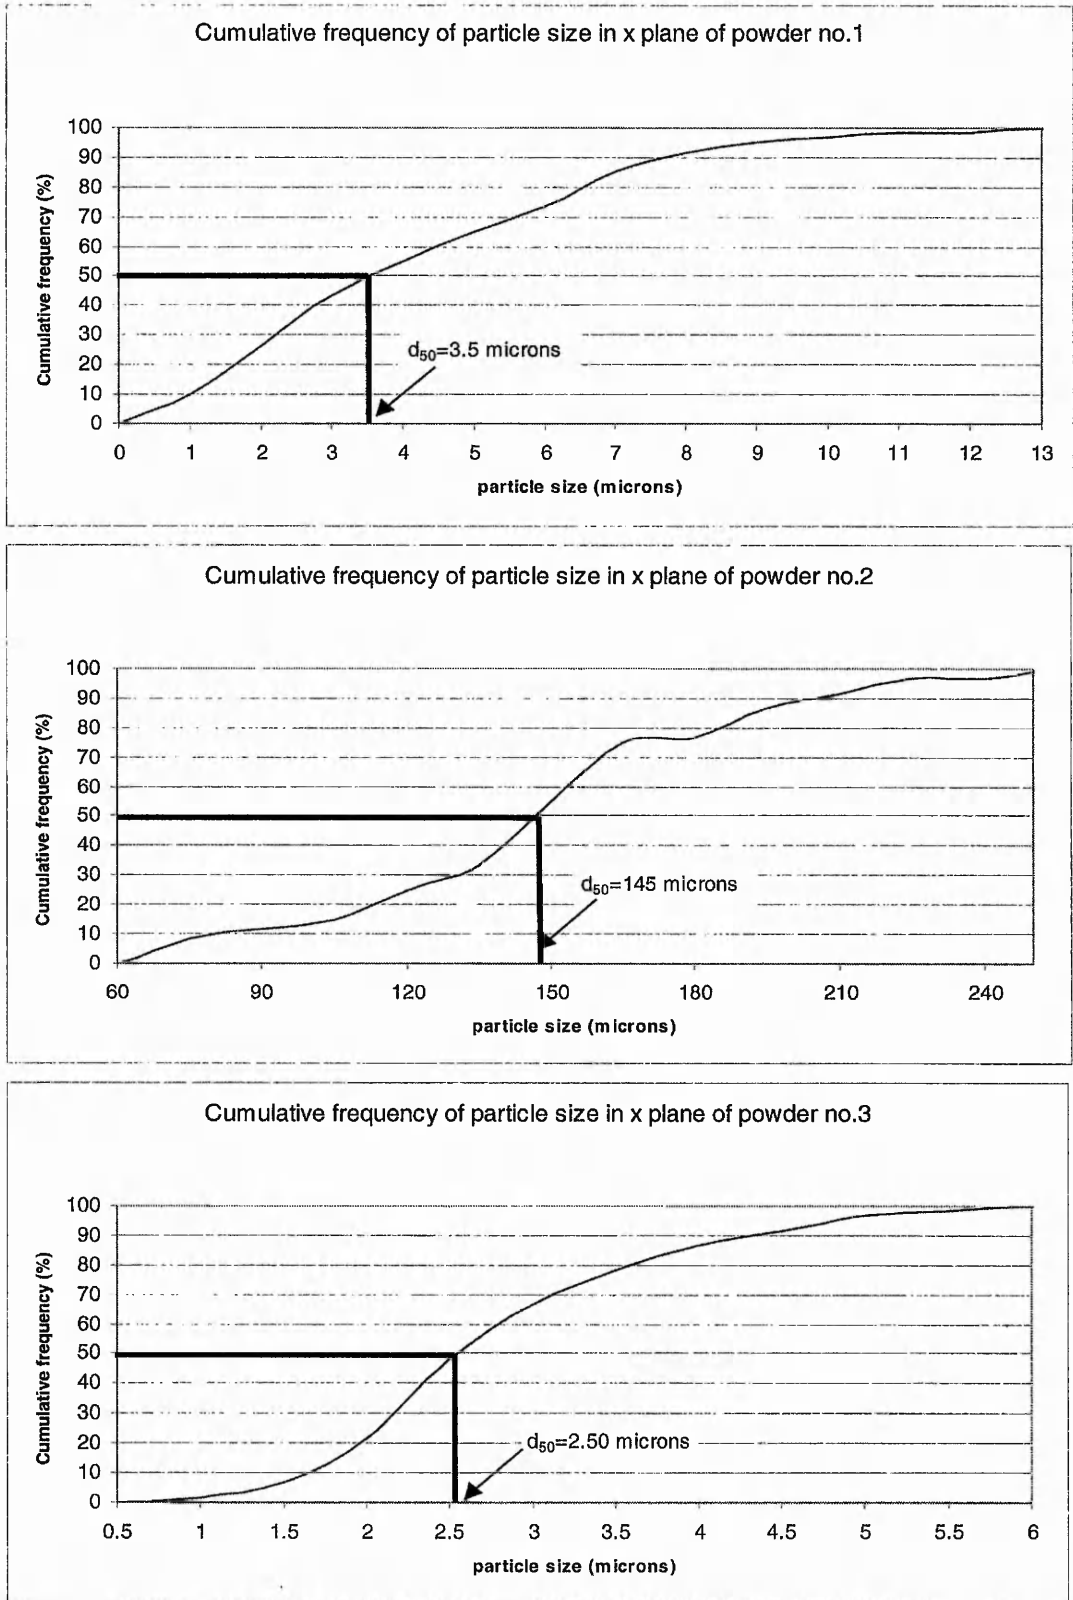 Cumulative frequency of particle size in x plane of powder no.1
100
90
80
70
60
50
40
30
20
10
0
Cumulative frequency (%)
d50=3.5 microns
0 1 2 3 4 5 6 7 8 9 10 11 12 13
particle size (microns)
Cumulative frequency of particle size in x plane of powder no.2
100
90
80
70
60
50
40
30
20
10
0
Cumulative frequency (%)
d50=145 microns
60 90 120 150 180 210 240
particle size (microns)
Cumulative frequency of particle size in x plane of powder no.3
100
90
80
70
60
50
40
30
20
10
0
Cumulative frequency (%)
d50=2.50 microns
0.5 1 1.5 2 2.5 3 3.5 4 4.5 5 5.5 6
particle size (microns)